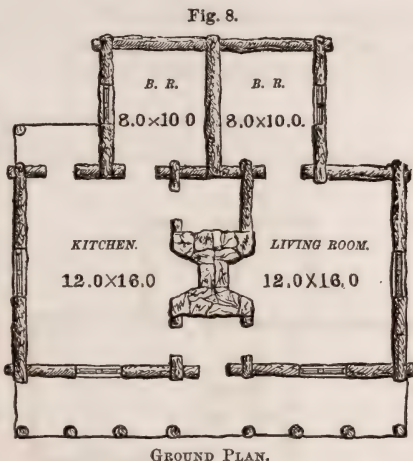 Fig. 8.
B. R. B. R.
8.0×10 0 8.0×10.0.
KITCHEN. LIVING ROOM.
12.0×16.0 12.0×16.0
GROUND PLAN.